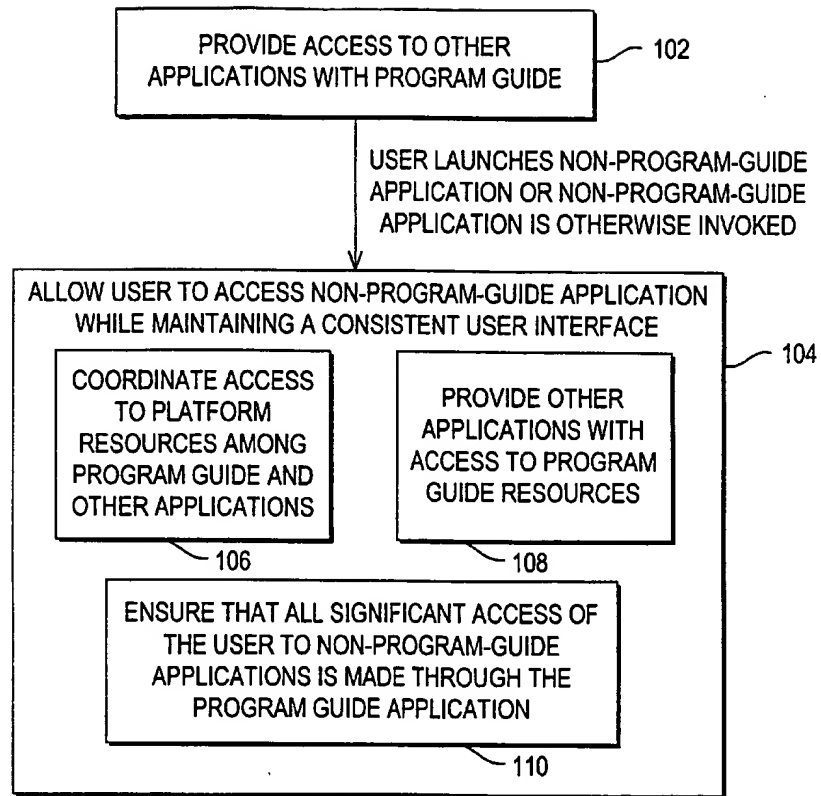 PROVIDE ACCESS TO OTHER
APPLICATIONS WITH PROGRAM GUIDE
102
USER LAUNCHES NON-PROGRAM-GUIDE
APPLICATION OR NON-PROGRAM-GUIDE
APPLICATION IS OTHERWISE INVOKED
ALLOW USER TO ACCESS NON-PROGRAM-GUIDE APPLICATION
WHILE MAINTAINING A CONSISTENT USER INTERFACE
104
COORDINATE ACCESS
TO PLATFORM
RESOURCES AMONG
PROGRAM GUIDE AND
OTHER APPLICATIONS
106
PROVIDE OTHER
APPLICATIONS WITH
ACCESS TO PROGRAM
GUIDE RESOURCES
108
ENSURE THAT ALL SIGNIFICANT ACCESS OF
THE USER TO NON-PROGRAM-GUIDE
APPLICATIONS IS MADE THROUGH THE
PROGRAM GUIDE APPLICATION
110